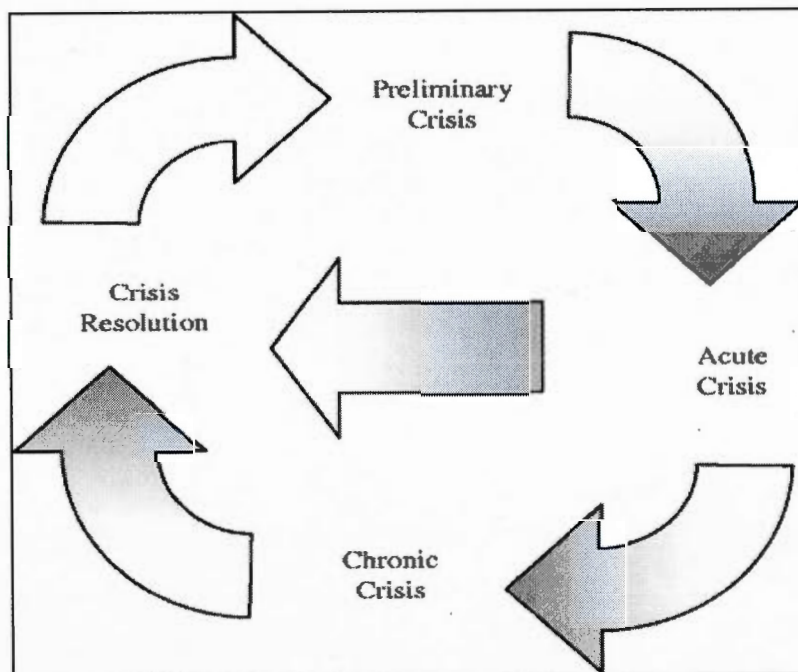 Preliminary
Crisis
Crisis
Resolution
Acute
Crisis
Chronic
Crisis